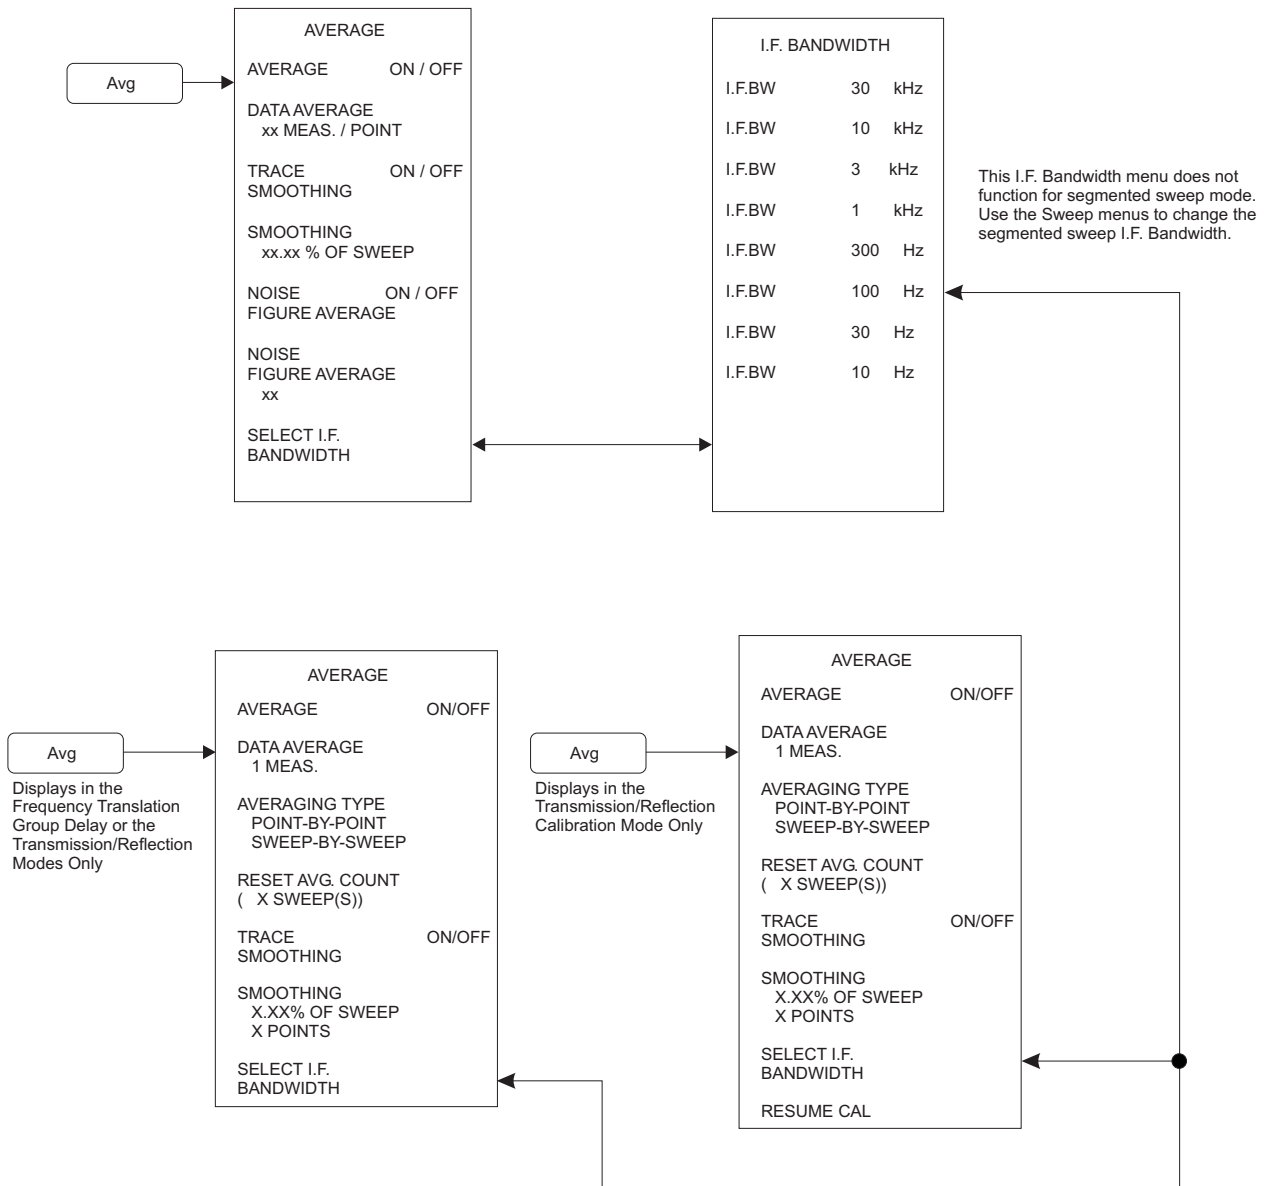 Avg
AVERAGE
AVERAGE ON / OFF
DATA AVERAGE
xx MEAS. / POINT
TRACE ON / OFF
SMOOTHING
SMOOTHING
xx.xx % OF SWEEP
NOISE ON / OFF
FIGURE AVERAGE
NOISE
FIGURE AVERAGE
xx
SELECT I.F.
BANDWIDTH
I.F. BANDWIDTH
I.F.BW 30 kHz
I.F.BW 10 kHz
I.F.BW 3 kHz
I.F.BW 1 kHz
I.F.BW 300 Hz
I.F.BW 100 Hz
I.F.BW 30 Hz
I.F.BW 10 Hz
This I.F. Bandwidth menu does not
function for segmented sweep mode.
Use the Sweep menus to change the
segmented sweep I.F. Bandwidth.
Avg
Displays in the
Frequency Translation
Group Delay or the
Transmission/Reflection
Modes Only
AVERAGE
AVERAGE ON/OFF
DATA AVERAGE
1 MEAS.
AVERAGING TYPE
POINT-BY-POINT
SWEEP-BY-SWEEP
RESET AVG. COUNT
( X SWEEP(S))
TRACE ON/OFF
SMOOTHING
SMOOTHING
X.XX% OF SWEEP
X POINTS
SELECT I.F.
BANDWIDTH
Avg
Displays in the
Transmission/Reflection
Calibration Mode Only
AVERAGE
AVERAGE ON/OFF
DATA AVERAGE
1 MEAS.
AVERAGING TYPE
POINT-BY-POINT
SWEEP-BY-SWEEP
RESET AVG. COUNT
( X SWEEP(S))
TRACE ON/OFF
SMOOTHING
SMOOTHING
X.XX% OF SWEEP
X POINTS
SELECT I.F.
BANDWIDTH
RESUME CAL